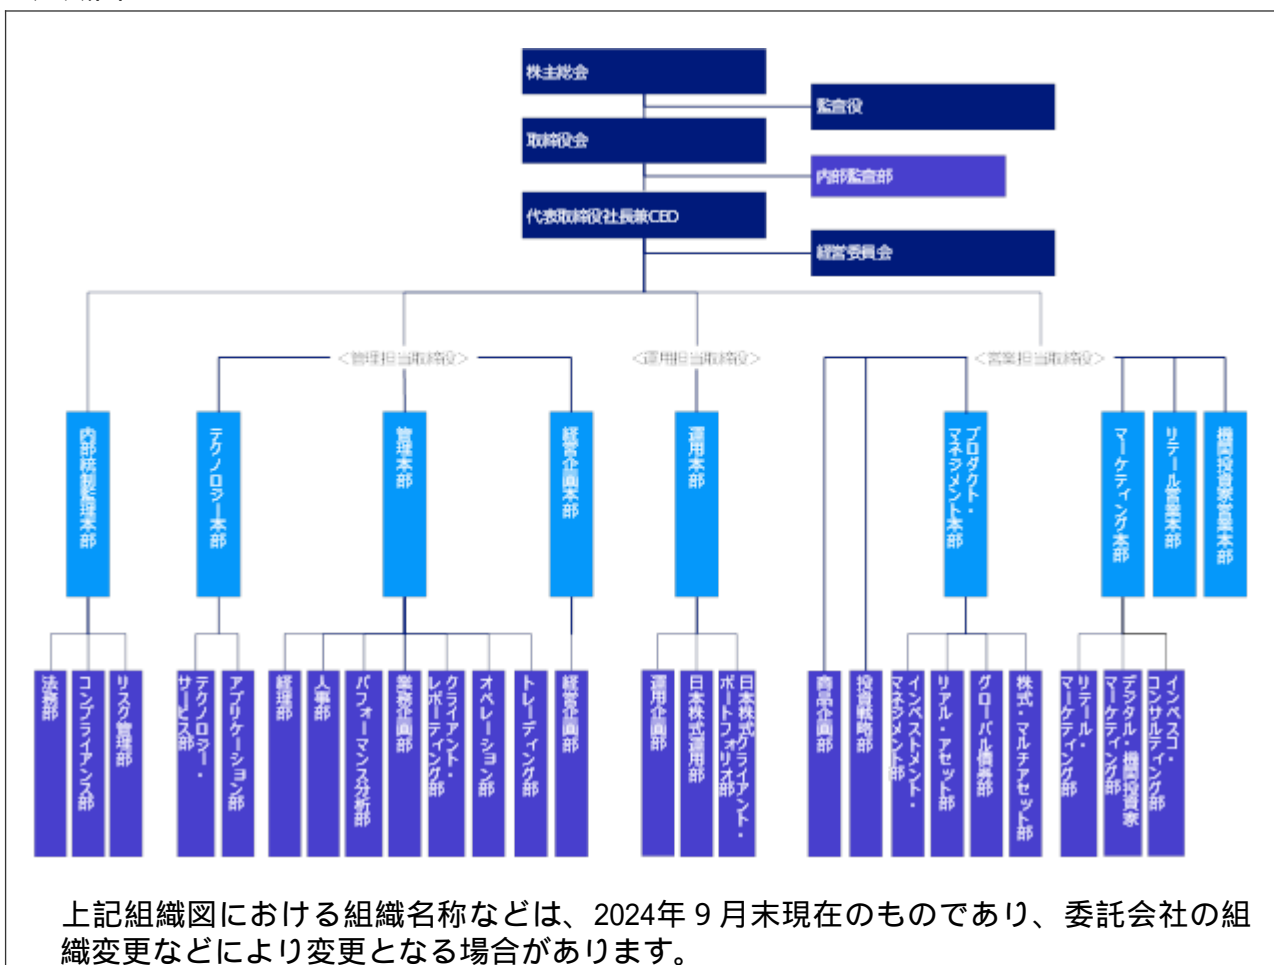 株主総会
監査役
取締役会
内部監査部
代表取締役社長兼CEO
経営委員会
<管理担当取締役>
<運用担当取締役>
<営業担当取締役>
内部統制監理本部
テクノロジー本部
管理本部
経営企画本部
運用本部
プロダクト・
マネジメント本部
マーケティング本部
リテール営業本部
機関投資家営業本部
法務部
コンプライアンス部
リスク管理部
テクノロジー・
サービス部
アプリケーション部
経理部
人事部
パフォーマンス分析部
業務企画部
クライアント・
レポーティング部
オペレーション部
トレーディング部
経営企画部
運用企画部
日本株式運用部
日本株式クライアント・
ポートフォリオ部
商品企画部
投資戦略部
インベストメント・
マネジメント部
リアル・アセット部
グローバル債券部
株式・マルチアセット部
リテール・
マーケティング部
デジタル・機関投資家
マーケティング部
インベスコ・
コンサルティング部
上記組織図における組織名称などは、2024年９月末現在のものであり、委託会社の組
織変更などにより変更となる場合があります。